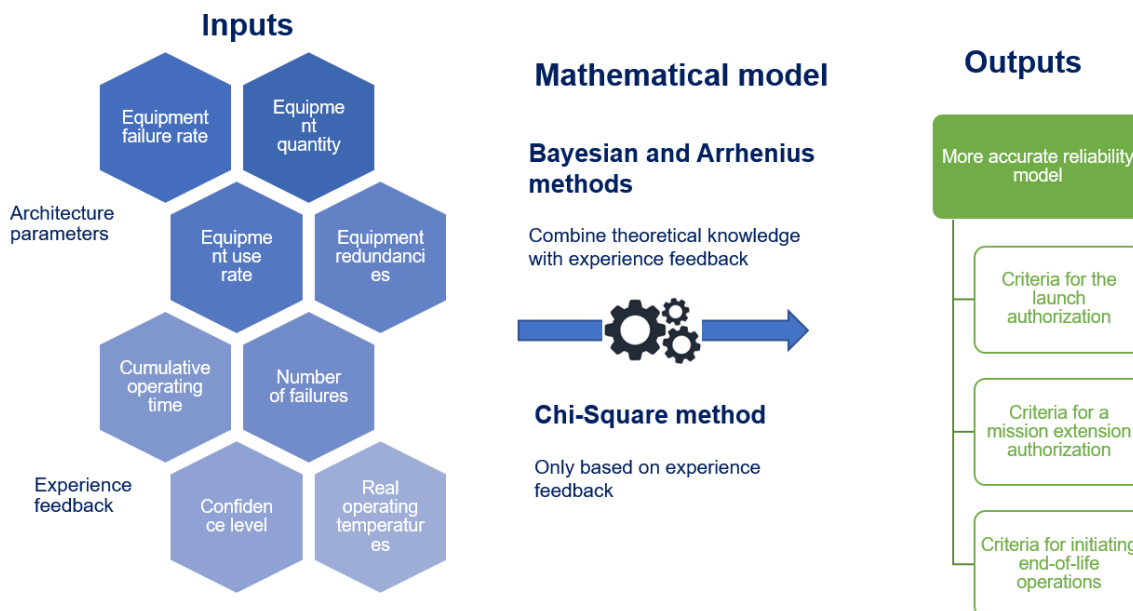 Inputs
Equipment
failure rate
Equipme
nt
quantity
Architecture
parameters
Equipme
nt use
rate
Equipment
redundanci
es
Cumulative
operating
time
Number
of failures
Experience
feedback
Confiden
ce level
Real
operating
temperatur
es
Mathematical model
Bayesian and Arrhenius
methods
Combine theoretical knowledge
with experience feedback
Chi-Square method
Only based on experience
feedback
Outputs
More accurate reliability
model
Criteria for the
launch
authorization
Criteria for a
mission extension
authorization
Criteria for initiating
end-of-life
operations